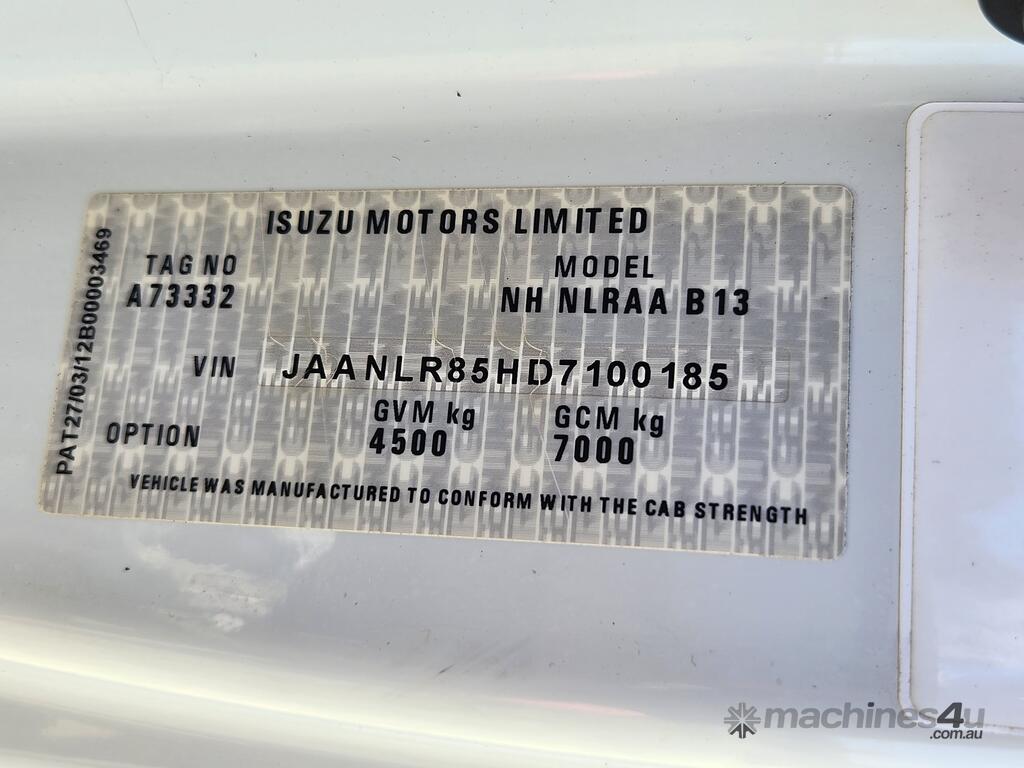 ISUZU MOTORS LIMITED
TAG NO MODEL
A73332 NH NLRAA B13
VIN JAANLR85HD7100185
GVM kg GCM kg
OPTION 4500 7000
VEHICLE WAS MANUFACTURED TO CONFORM WITH THE CAB STRENGTH
PAT27/03/12B00003469
machines4u
.com.au